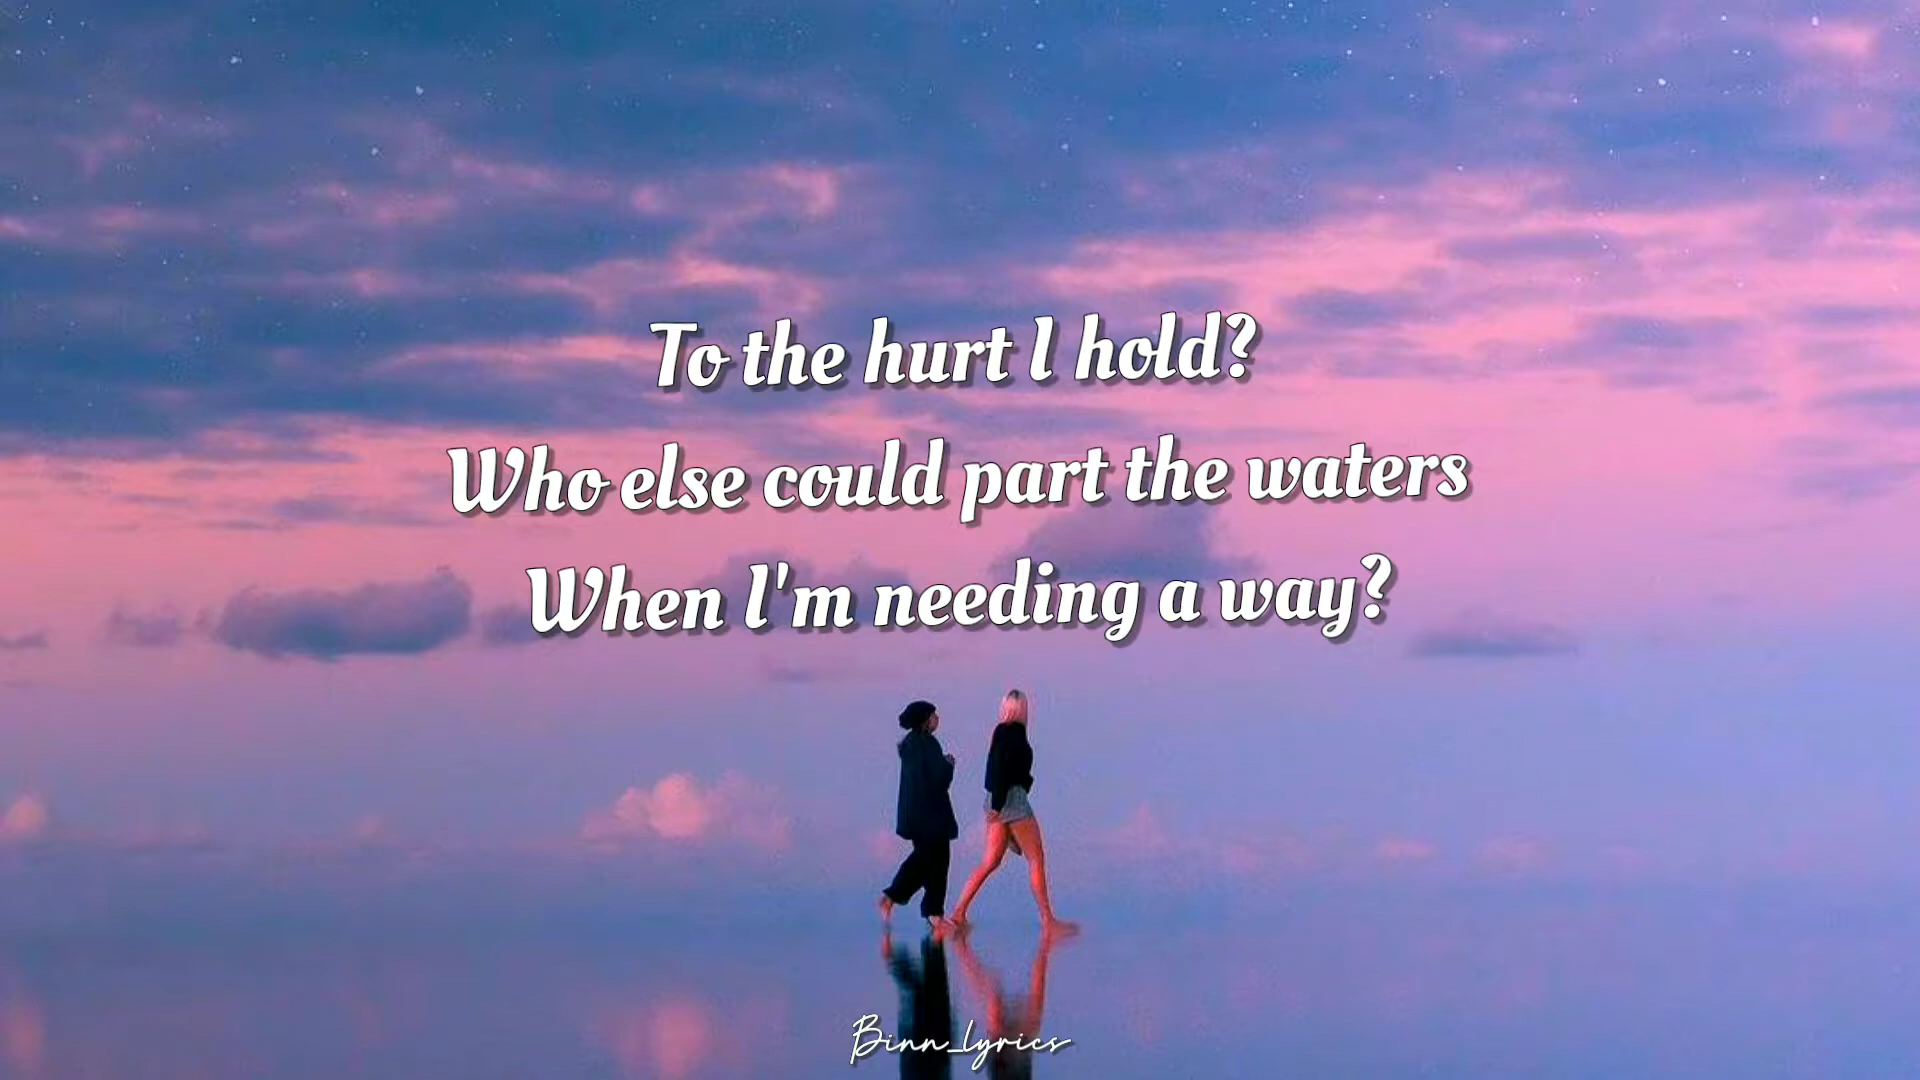 To the hurt I hold?
Who else could part the waters
When I'm needing a way?
Binn_lyrics